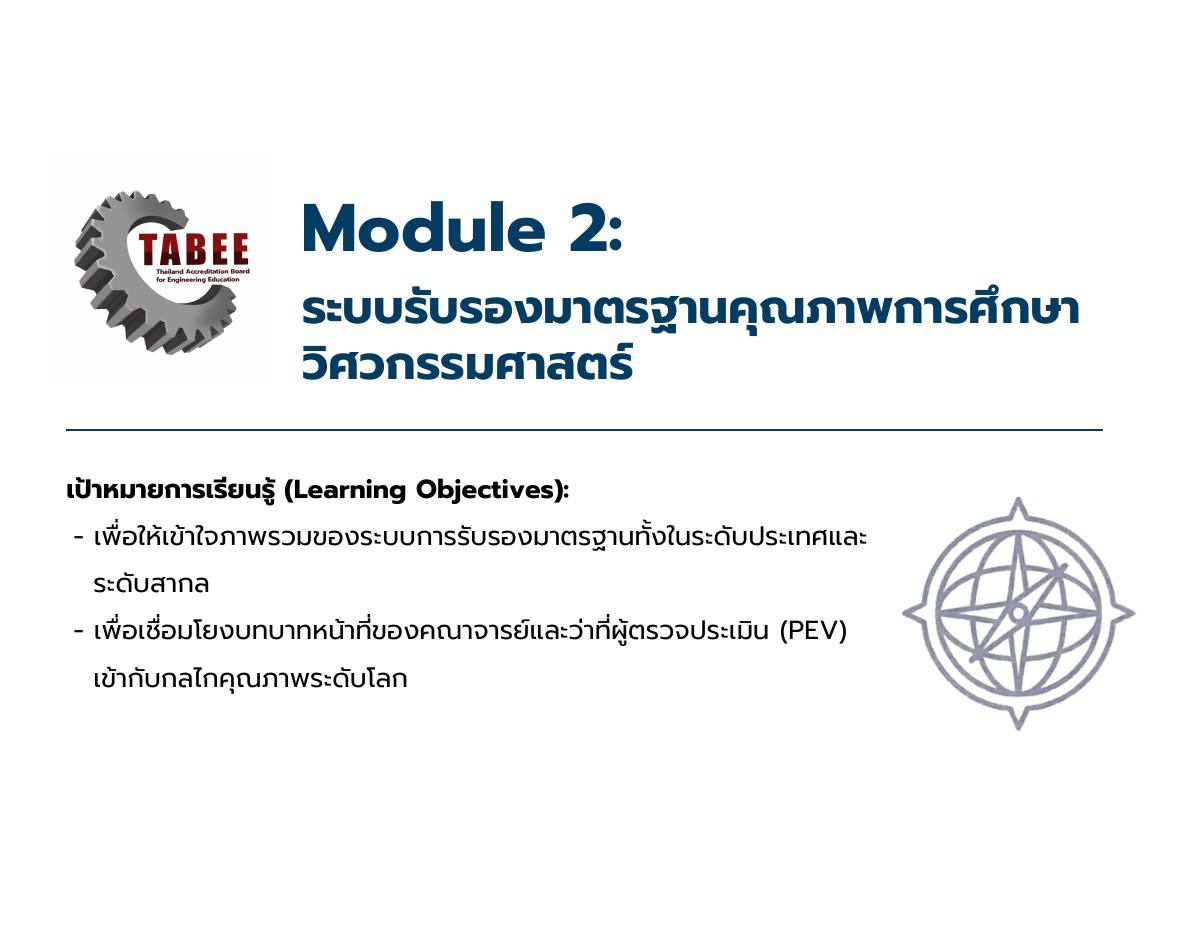 TABEE
Thailand Accreditation Board
for Engineering Education
Module 2:
ระบบรับรองมาตรฐานคุณภาพการศึกษา
วิศวกรรมศาสตร์
เป้าหมายการเรียนรู้ (Learning Objectives):
- เพื่อให้เข้าใจภาพรวมของระบบการรับรองมาตรฐานทั้งในระดับประเทศและ
ระดับสากล
- เพื่อเชื่อมโยงบทบาทหน้าที่ของคณาจารย์และว่าที่ผู้ตรวจประเมิน (PEV)
เข้ากับกลไกคุณภาพระดับโลก